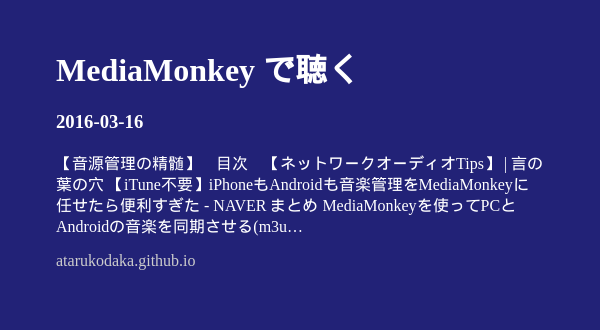 MediaMonkey で聴く
2016-03-16
【音源管理の精髄】　目次　【ネットワークオーディオTips】 | 言の
葉の穴 【iTune不要】iPhoneもAndroidも音楽管理をMediaMonkeyに
任せたら便利すぎた - NAVER まとめ MediaMonkeyを使ってPCと
Androidの音楽を同期させる(m3u…
atarukodaka.github.io